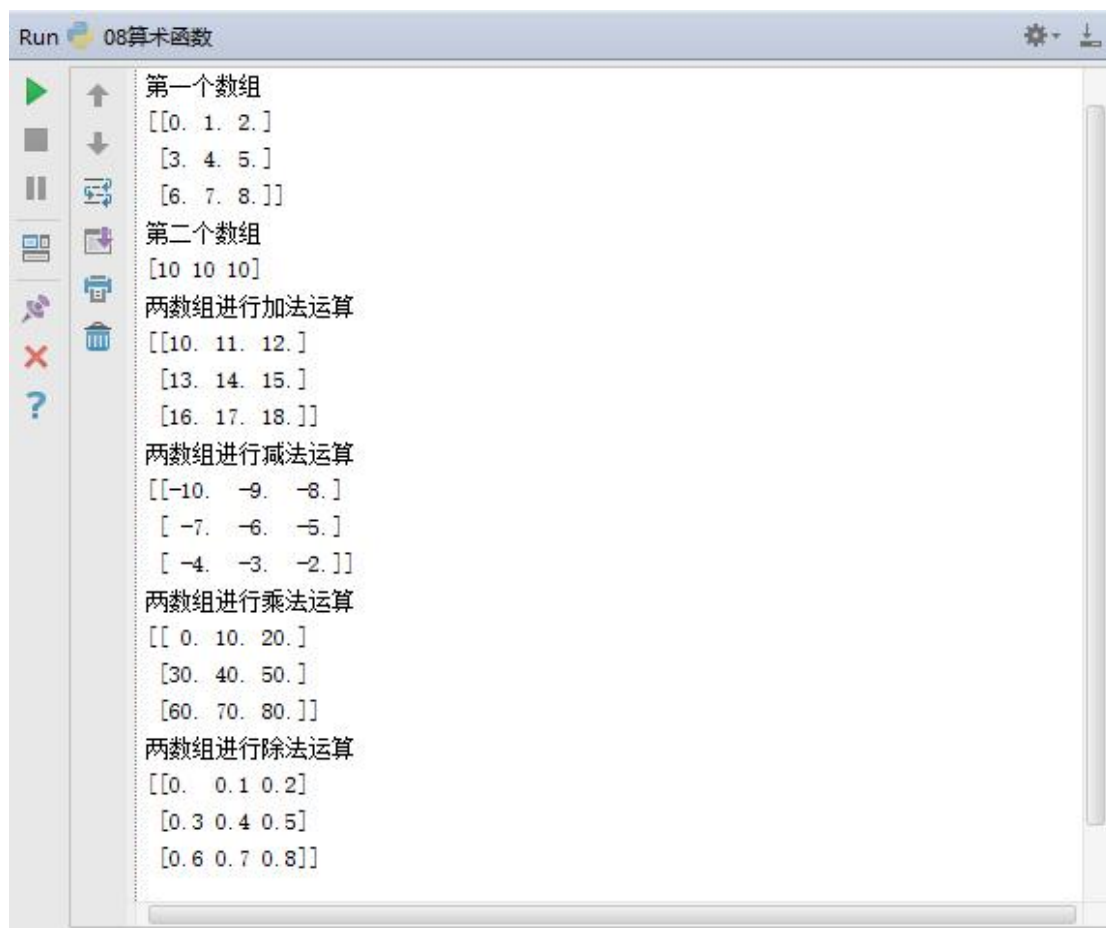 Run 08算术函数
第一个数组
[[0. 1. 2.]
 [3. 4. 5.]
 [6. 7. 8.]]
第二个数组
[10 10 10]
两数组进行加法运算
[[10. 11. 12.]
 [13. 14. 15.]
 [16. 17. 18.]]
两数组进行减法运算
[[-10.  -9.  -8.]
 [ -7.  -6.  -5.]
 [ -4.  -3.  -2.]]
两数组进行乘法运算
[[ 0. 10. 20.]
 [30. 40. 50.]
 [60. 70. 80.]]
两数组进行除法运算
[[0.  0.1 0.2]
 [0.3 0.4 0.5]
 [0.6 0.7 0.8]]